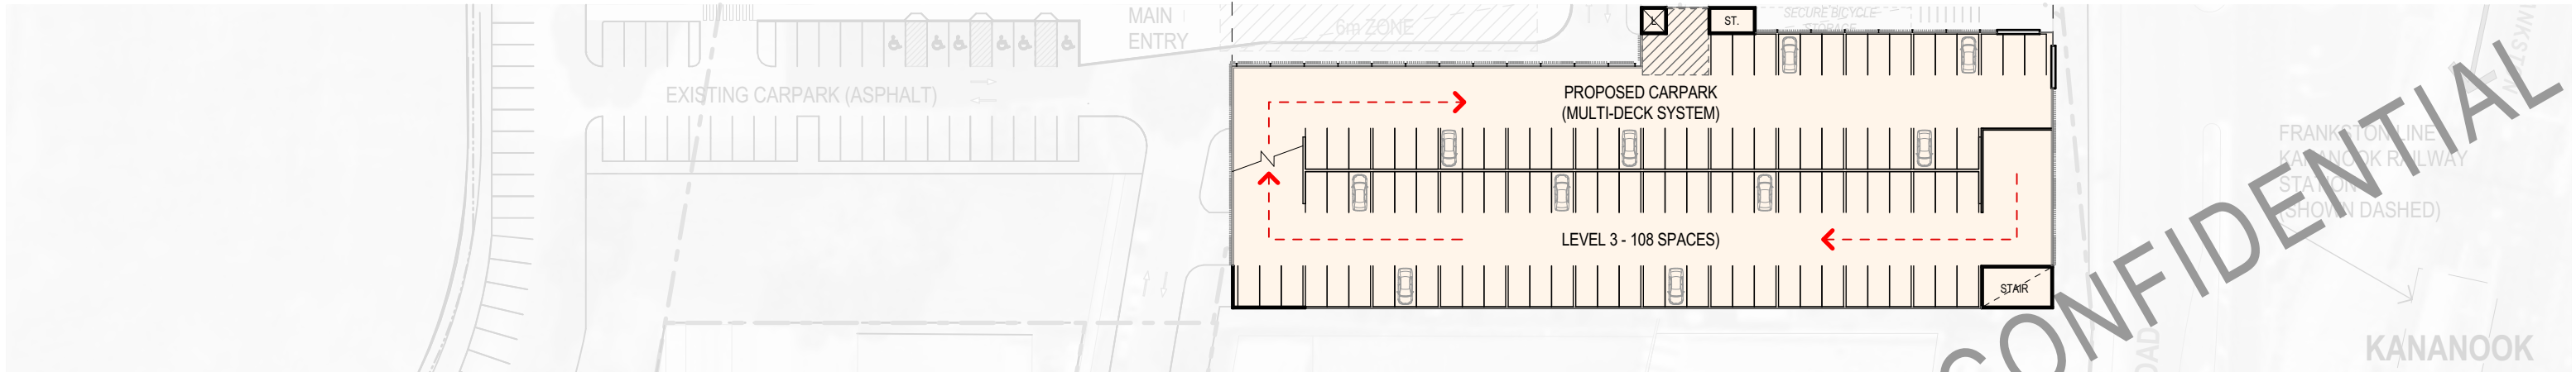 MAIN
ENTRY
6m ZONE
L
ST.
SECURE BICYCLE
STORAGE
EXISTING CARPARK (ASPHALT)
PROPOSED CARPARK
(MULTI-DECK SYSTEM)
N
LEVEL 3 - 108 SPACES)
STAIR
FRANKSTON LINE
KANANOOK RAILWAY
STATION
(SHOWN DASHED)
CONFIDENTIAL
KANANOOK